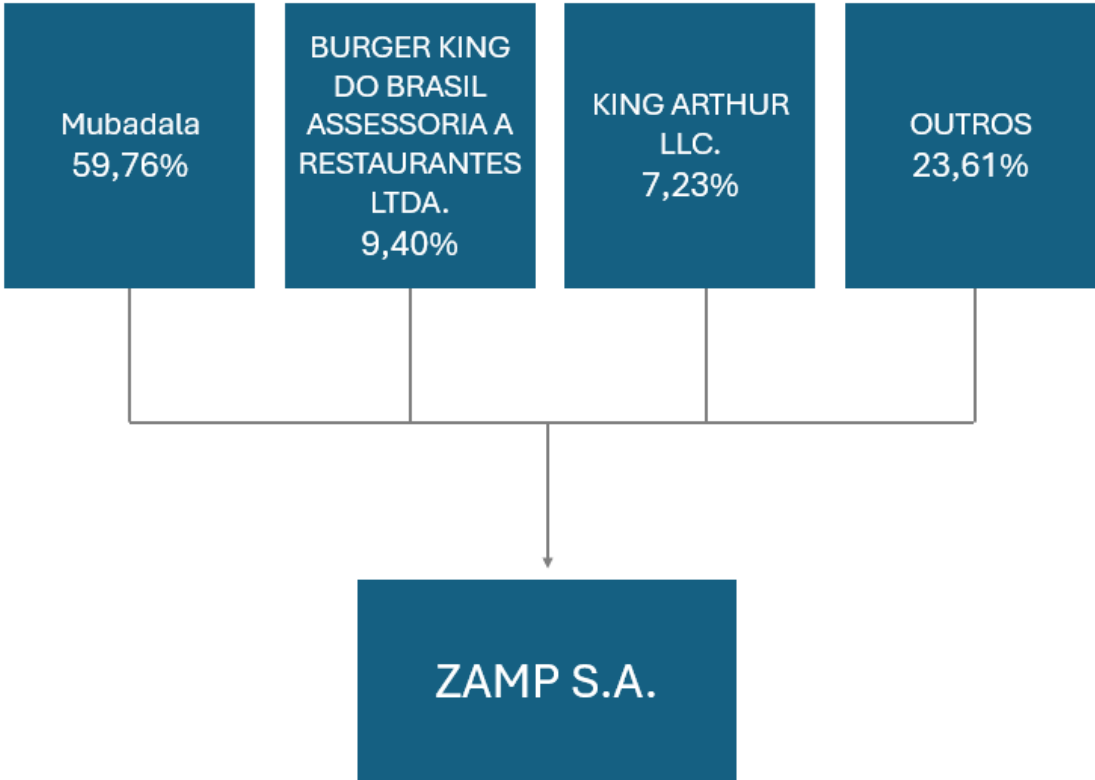 Mubadala
59,76%
BURGER KING
DO BRASIL
ASSESSORIA A
RESTAURANTES
LTDA.
9,40%
KING ARTHUR
LLC.
7,23%
OUTROS
23,61%
ZAMP S.A.